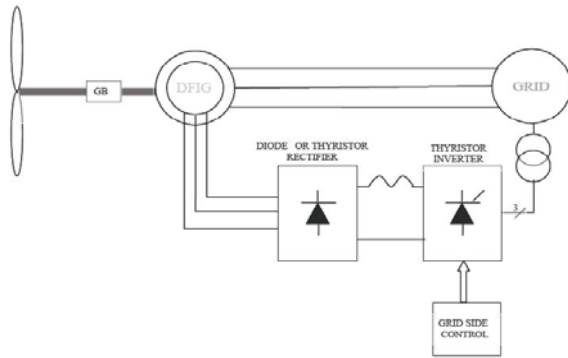 DFIG
GRID
GB
DIODE OR THYRISTOR
RECTIFIER
THYRISTOR
INVERTER
3
GRID SIDE
CONTROL